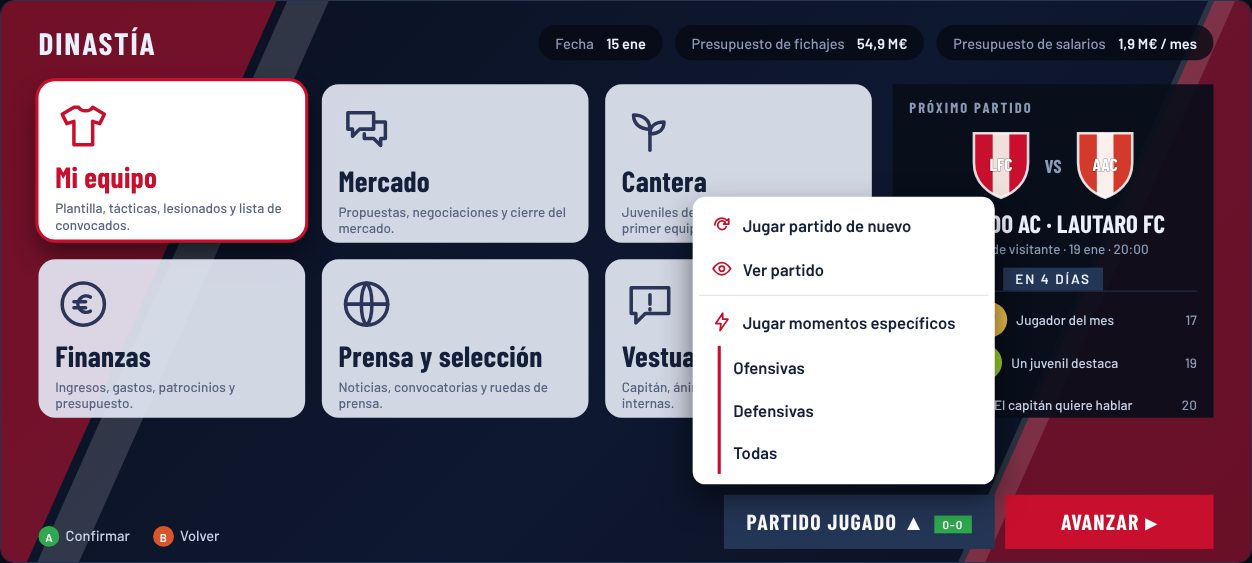 DINASTÍA
Fecha 15 ene
Presupuesto de fichajes 54,9 M€
Presupuesto de salarios 1,9 M€ / mes
Mi equipo
Plantilla, tácticas, lesionados y lista de
convocados.
Mercado
Propuestas, negociaciones y cierre del
mercado.
Cantera
Juveniles
primer
PRÓXIMO PARTIDO
LFC VS AAC
AC · LAUTARO FC
de visitante · 19 ene · 20:00
EN 4 DÍAS
Jugador del mes 17
Un juvenil destaca 19
El capitán quiere hablar 20
Finanzas
Ingresos, gastos, patrocinios y
presupuesto.
Prensa y selección
Noticias, convocatorias y ruedas de
prensa.
Capitán,
internas.
Jugar partido de nuevo
Ver partido
Jugar momentos específicos
Ofensivas
Defensivas
Todas
A Confirmar B Volver
PARTIDO JUGADO ▲ 0-0
AVANZAR ▶